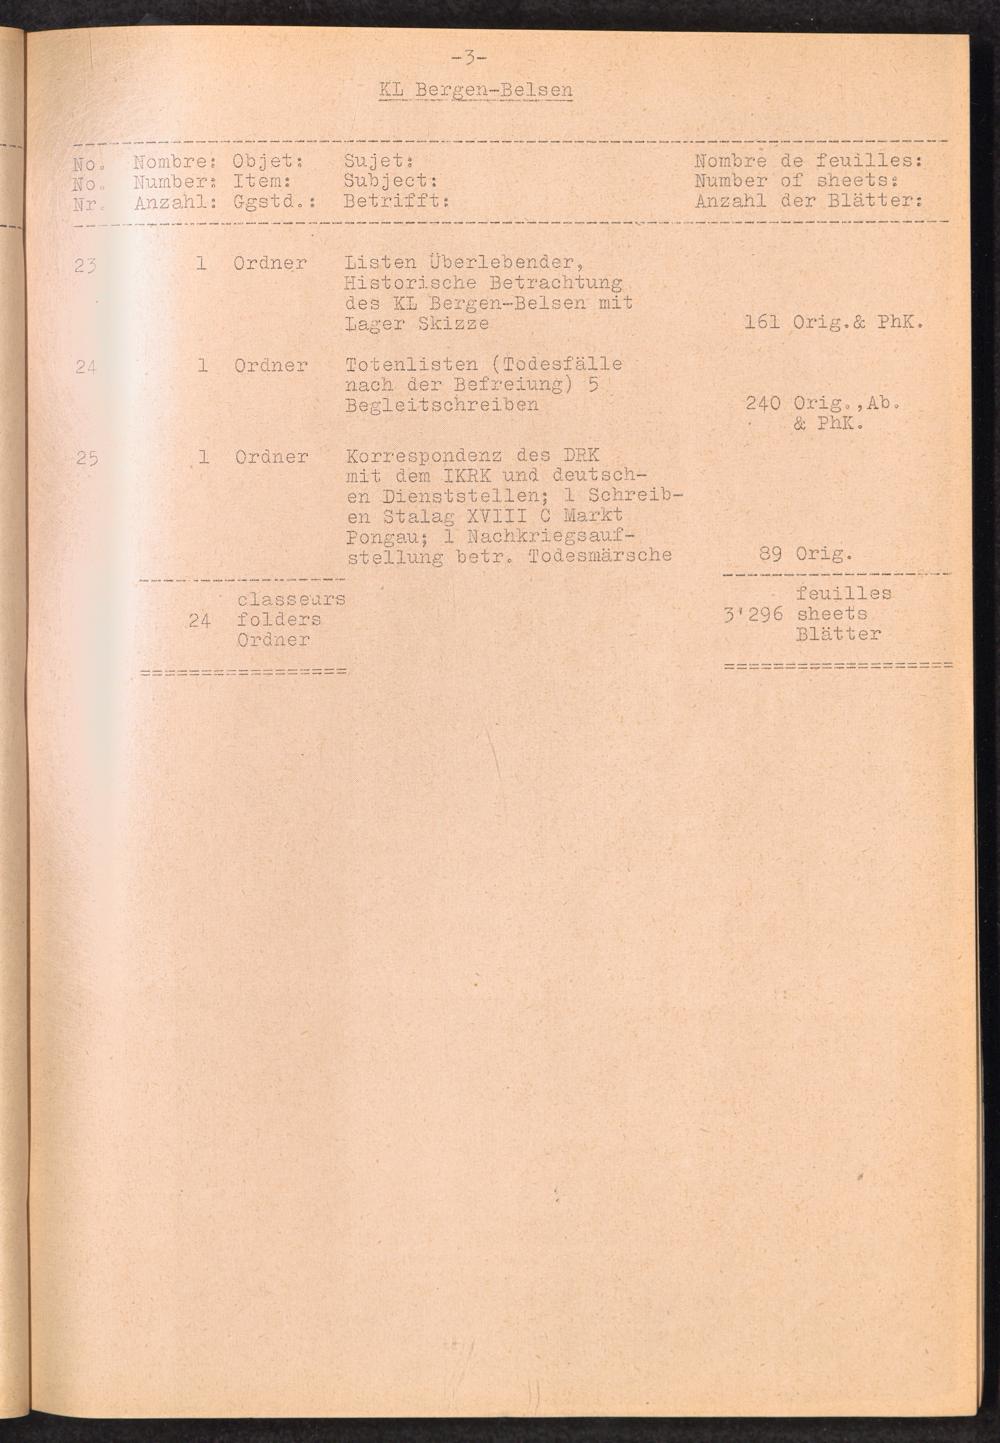 -3-
KL Bergen-Belsen
No. Nombre: Objet: Sujet: Nombre de feuilles:
No. Number: Item: Subject: Number of sheets:
Nr. Anzahl: Ggstd.: Betrifft: Anzahl der Blätter:
23 1 Ordner Listen Überlebender,
Historische Betrachtung
des KL Bergen-Belsen mit
Lager Skizze 161 Orig.& PhK.
24 1 Ordner Totenlisten (Todesfälle
nach der Befreiung) 5
Begleitschreiben 240 Orig.,Ab.
& PhK.
25 1 Ordner Korrespondenz des DRK
mit dem IKRK und deutsch-
en Dienststellen; 1 Schreib-
en Stalag XVIII C Markt
Pongau; 1 Nachkriegsauf-
stellung betr. Todesmärsche 89 Orig.
classeurs feuilles
24 folders 3'296 sheets
Ordner Blätter